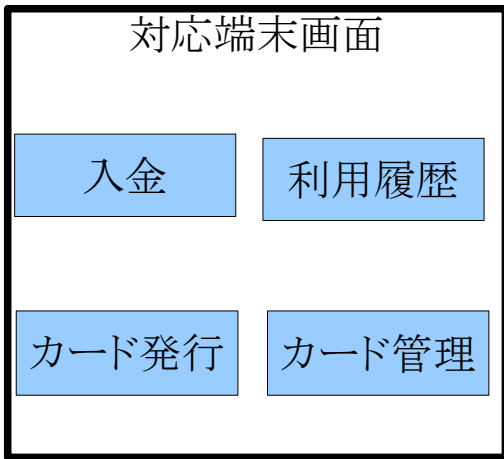 対応端末画面
入金
利用履歴
カード発行
カード管理